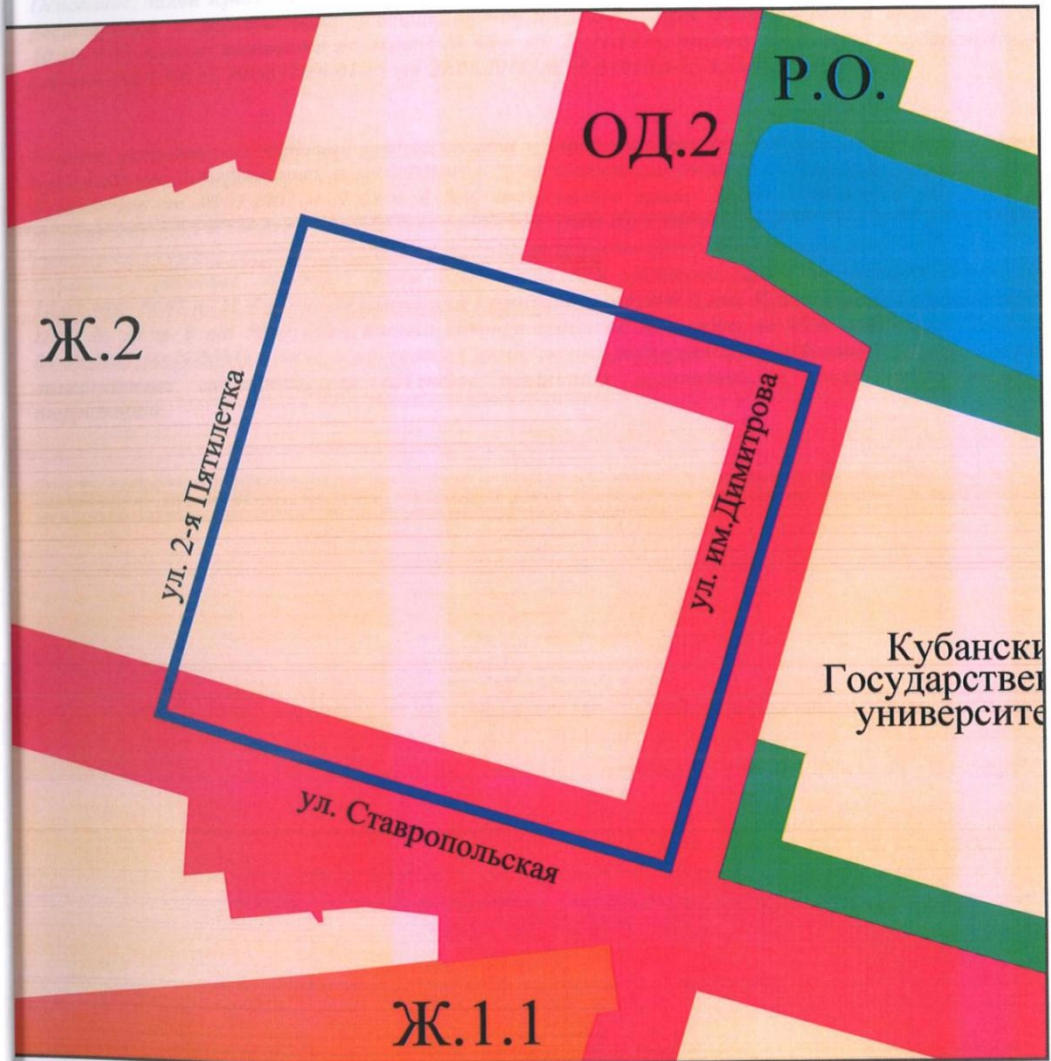 Р.О.
ОД.2
Ж.2
ул. 2-я Пятилетка
ул. им.Димитрова
Кубански
Государствен
университе
ул. Ставропольская
Ж.1.1